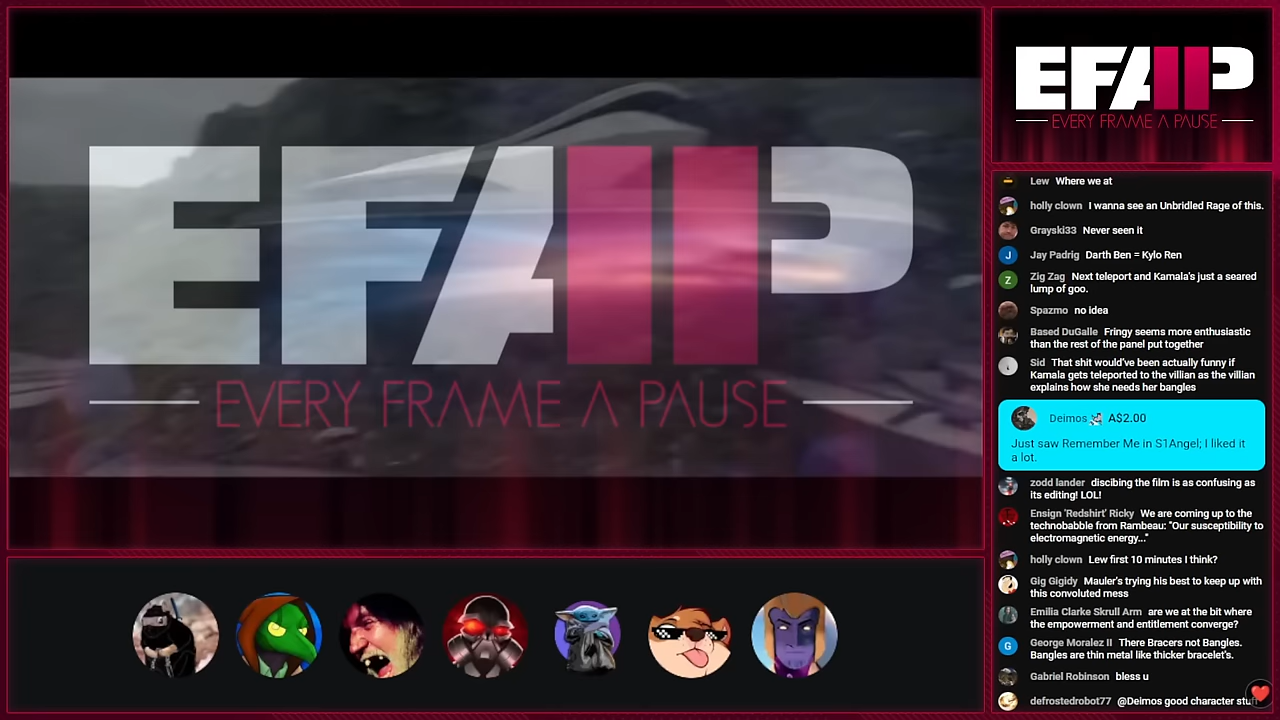 EFAP
EVERY FRAME A PAUSE
EFAP
EVERY FRAME A PAUSE
Lew Where we at
holly clown I wanna see an Unbridled Rage of this.
Grayski33 Never seen it
J
Jay Padrig Darth Ben = Kylo Ren
Z
Zig Zag Next teleport and Kamala's just a seared
lump of goo.
Spazmo no idea
Based DuGalle Fringy seems more enthusiastic
than the rest of the panel put together
Sid That shit would've been actually funny if
Kamala gets teleported to the villian as the villian
explains how she needs her bangles
Deimos A$2.00
Just saw Remember Me in S1Angel; I liked it
a lot.
zodd lander discibing the film is as confusing as
its editing! LOL!
Ensign 'Redshirt' Ricky We are coming up to the
technobabble from Rambeau: "Our susceptibility to
electromagnetic energy..."
holly clown Lew first 10 minutes I think?
Gig Gigidy Mauler's trying his best to keep up with
this convoluted mess
Emilia Clarke Skrull Arm are we at the bit where
the empowerment and entitlement converge?
G
George Moralez II There Bracers not Bangles.
Bangles are thin metal like thicker bracelet's.
Gabriel Robinson bless u
defrostedrobot77 @Deimos good character stuff